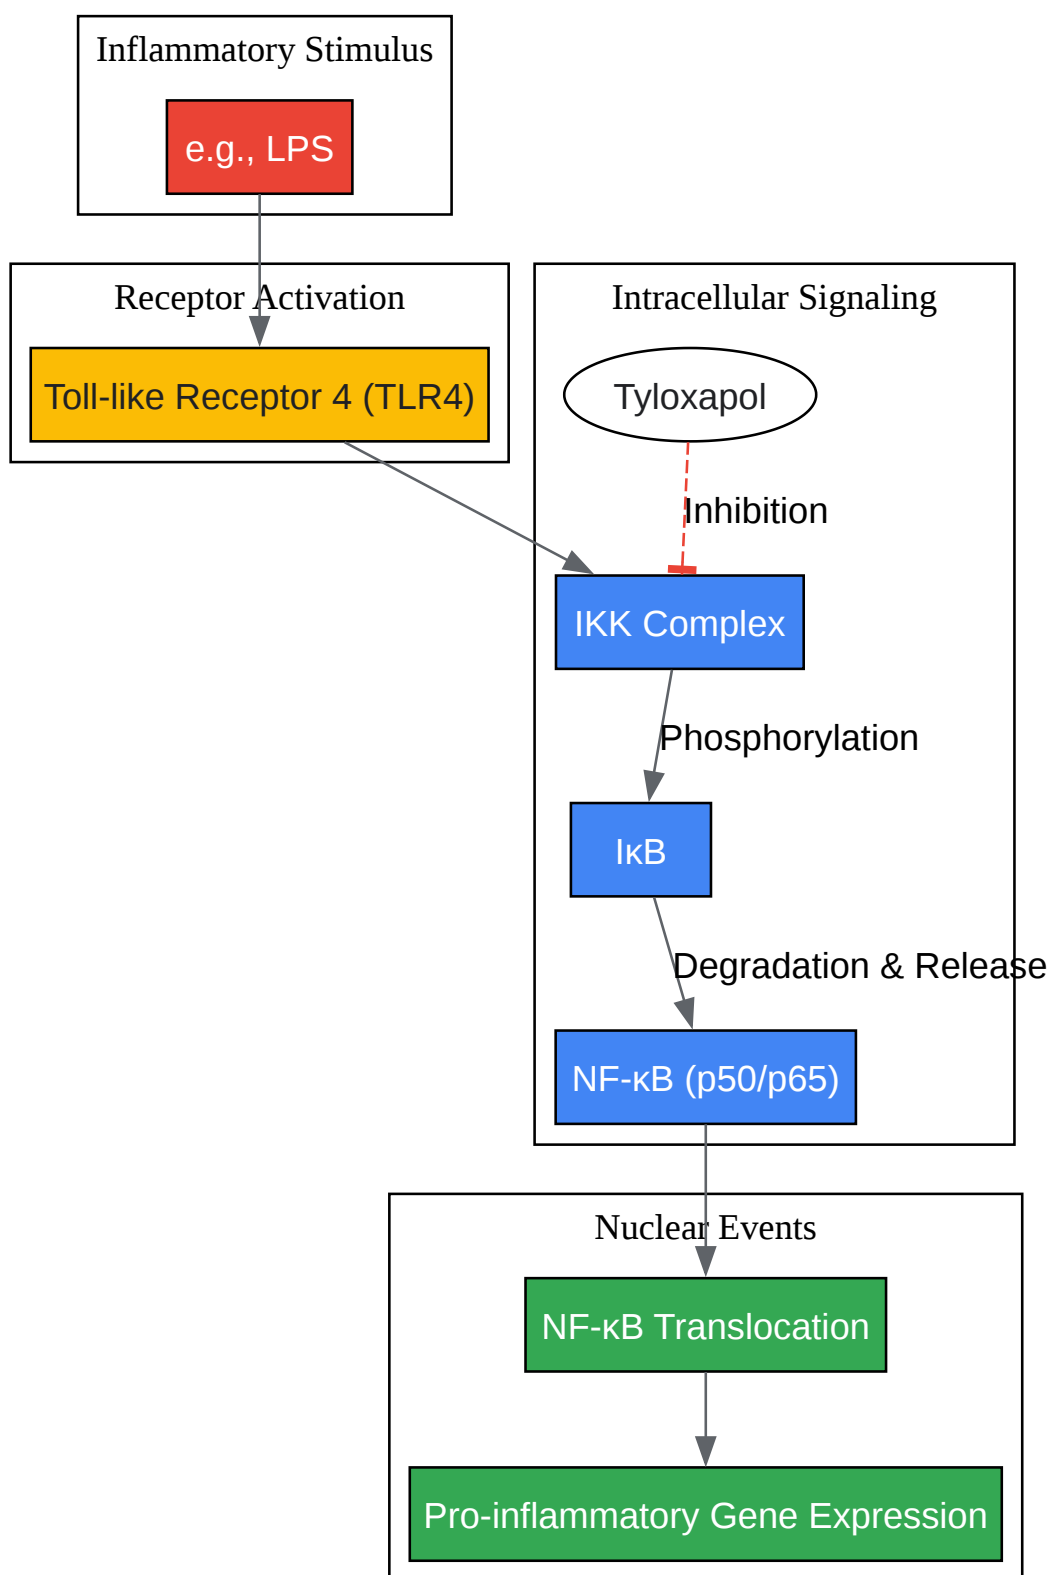 Inflammatory Stimulus
e.g., LPS
Receptor Activation
Toll-like Receptor 4 (TLR4)
Intracellular Signaling
Tyloxapol
Inhibition
IKK Complex
Phosphorylation
IκB
Degradation & Release
NF-κB (p50/p65)
Nuclear Events
NF-κB Translocation
Pro-inflammatory Gene Expression